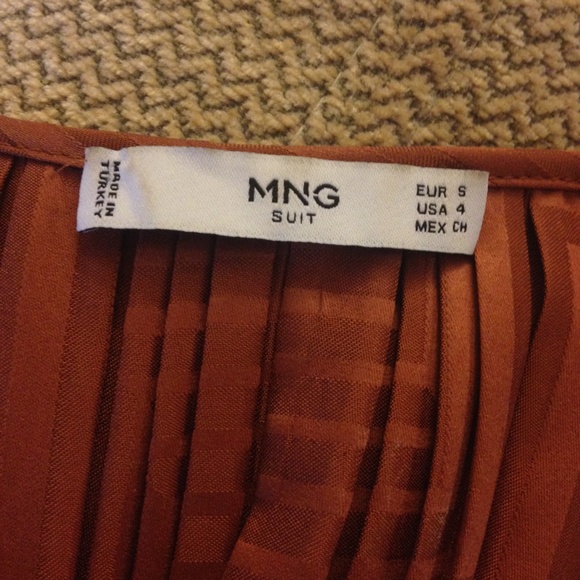 MADE IN
TURKEY
MNG
SUIT
EUR S
USA 4
MEX CH